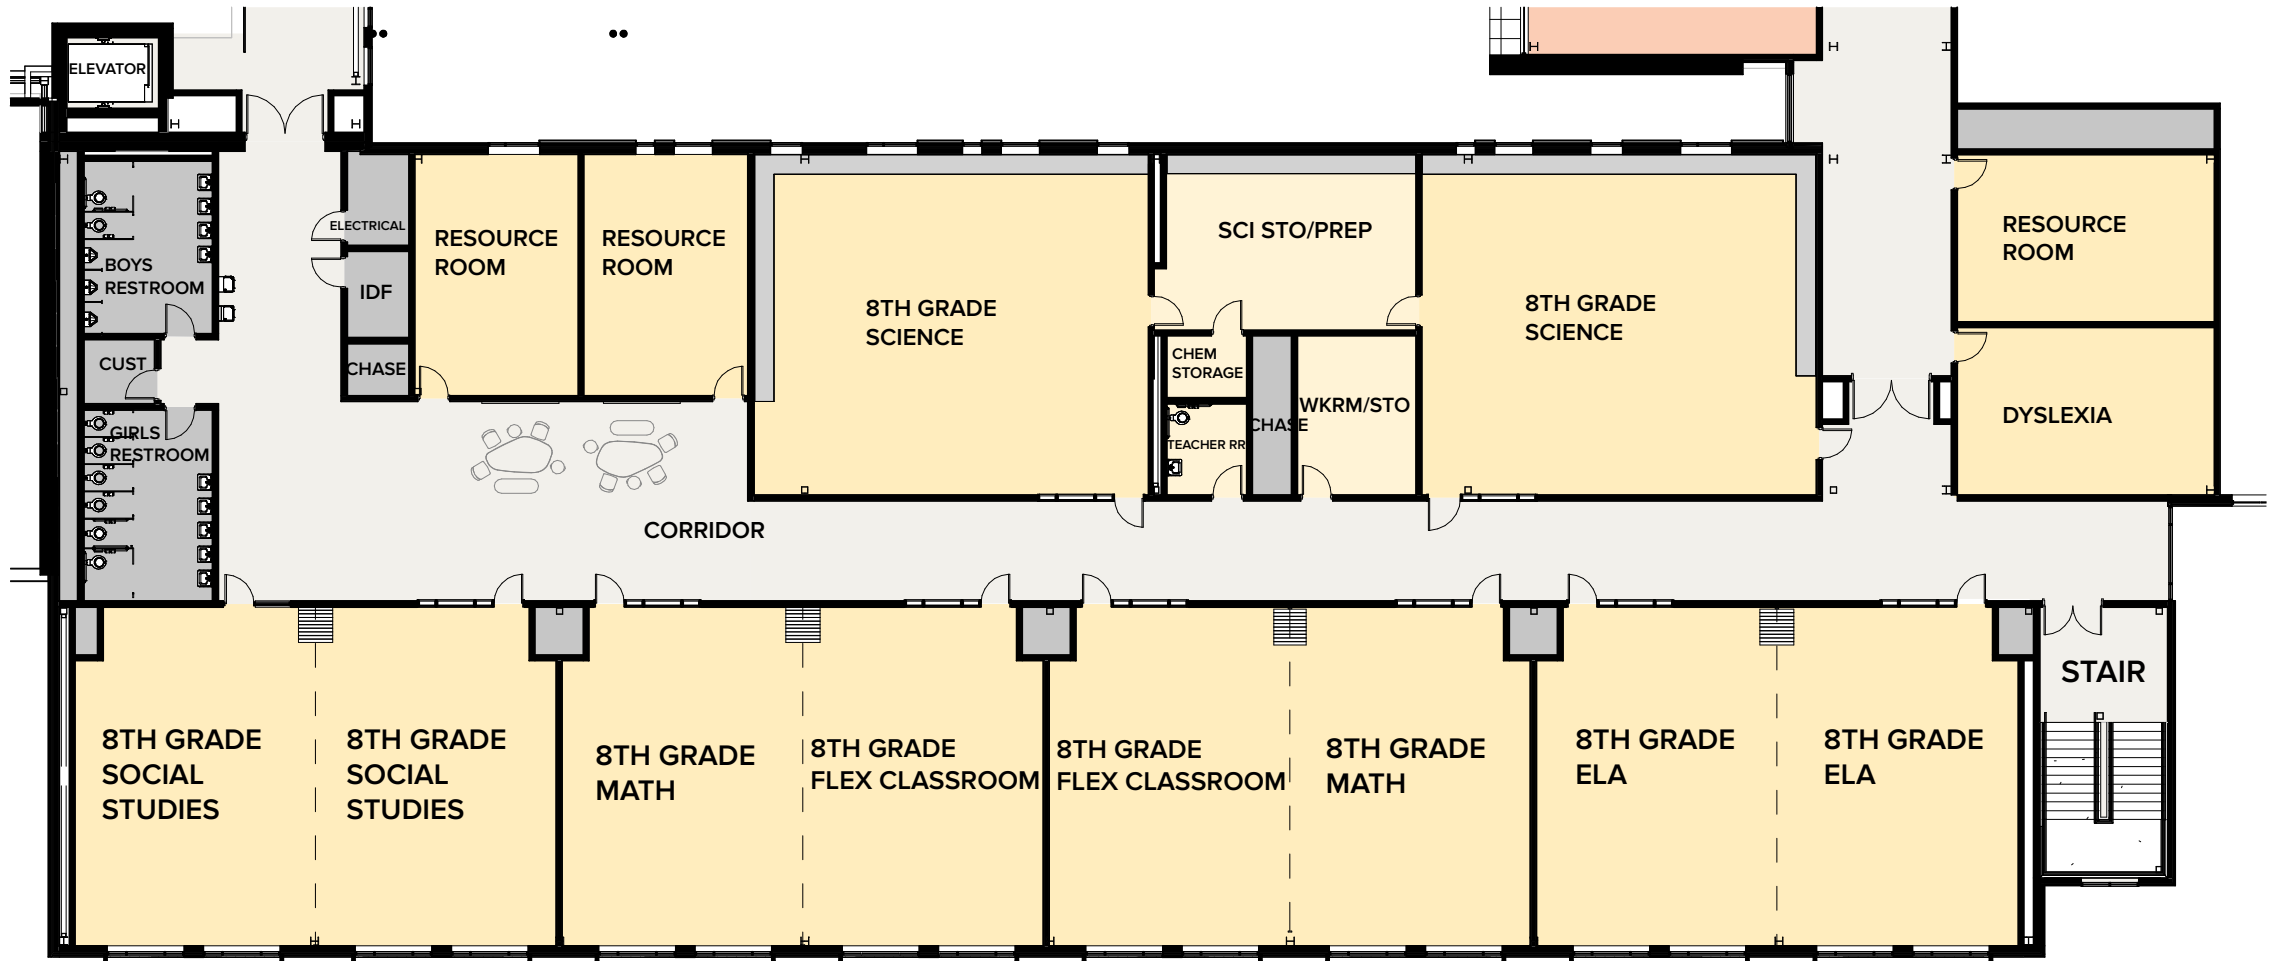 ELEVATOR
ELECTRICAL
RESOURCE
ROOM
RESOURCE
ROOM
SCI STO/PREP
RESOURCE
ROOM
BOYS
RESTROOM
IDF
8TH GRADE
SCIENCE
8TH GRADE
SCIENCE
CUST
CHASE
CHEM
STORAGE
WKRM/STO
CHASE
DYSLEXIA
GIRLS
RESTROOM
TEACHER RR
CORRIDOR
STAIR
8TH GRADE
SOCIAL
STUDIES
8TH GRADE
SOCIAL
STUDIES
8TH GRADE
MATH
8TH GRADE
FLEX CLASSROOM
8TH GRADE
FLEX CLASSROOM
8TH GRADE
MATH
8TH GRADE
ELA
8TH GRADE
ELA